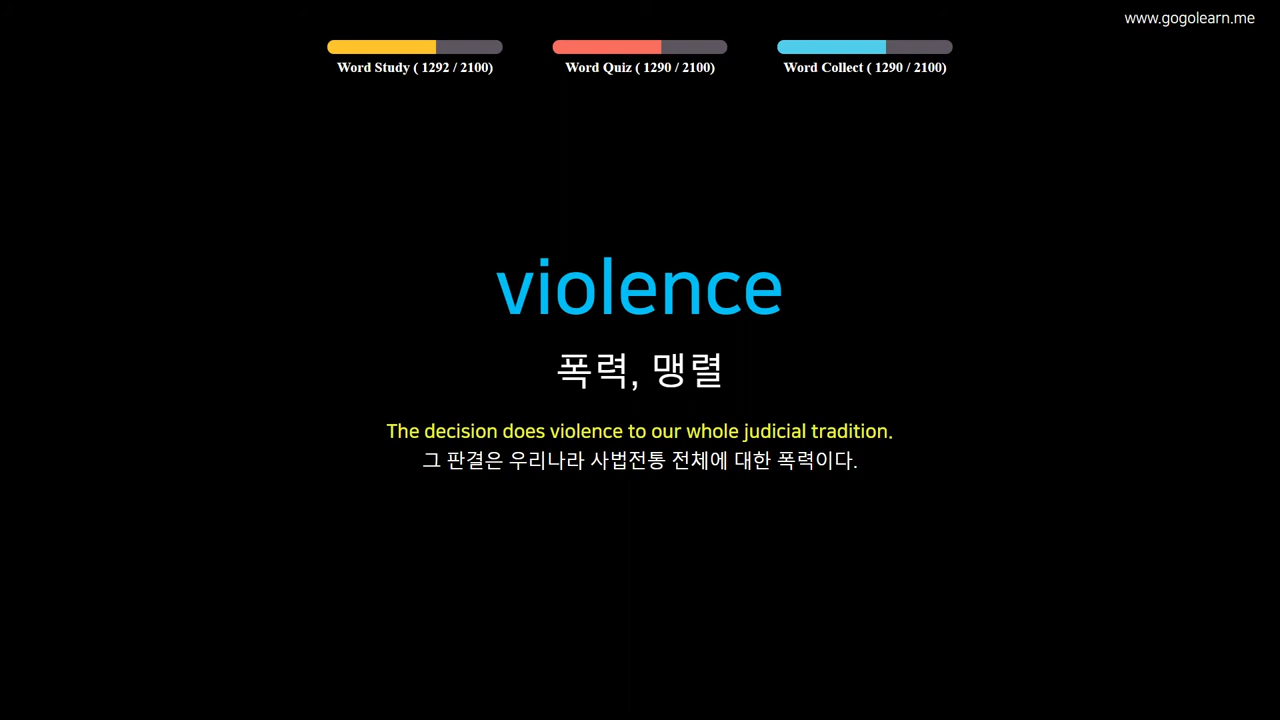 www.gogolearn.me
Word Study ( 1292 / 2100)
Word Quiz ( 1290 / 2100)
Word Collect ( 1290 / 2100)
violence
폭력, 맹렬
The decision does violence to our whole judicial tradition.
그 판결은 우리나라 사법전통 전체에 대한 폭력이다.